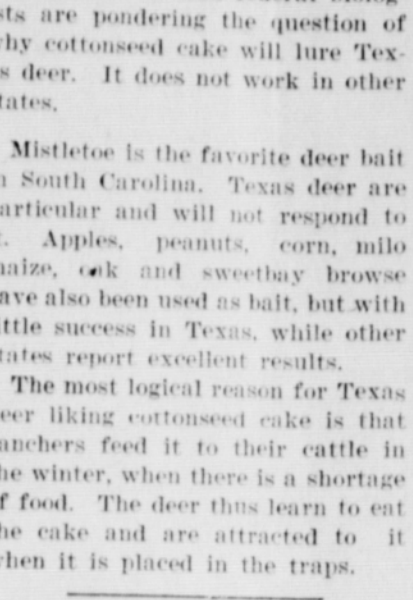 sts are pondering the question of
hy cottonseed cake will lure Tex-
s deer. It does not work in other
tates.
Mistletoe is the favorite deer bait
n South Carolina. Texas deer are
articular and will not respond to
t. Apples, peanuts, corn, milo
naize, oak and sweetbay browse
ave also been used as bait, but with
ittle success in Texas, while other
tates report excellent results.
The most logical reason for Texas
eer liking cottonseed cake is that
anchers feed it to their cattle in
he winter, when there is a shortage
f food. The deer thus learn to eat
he cake and are attracted to it
hen it is placed in the traps.